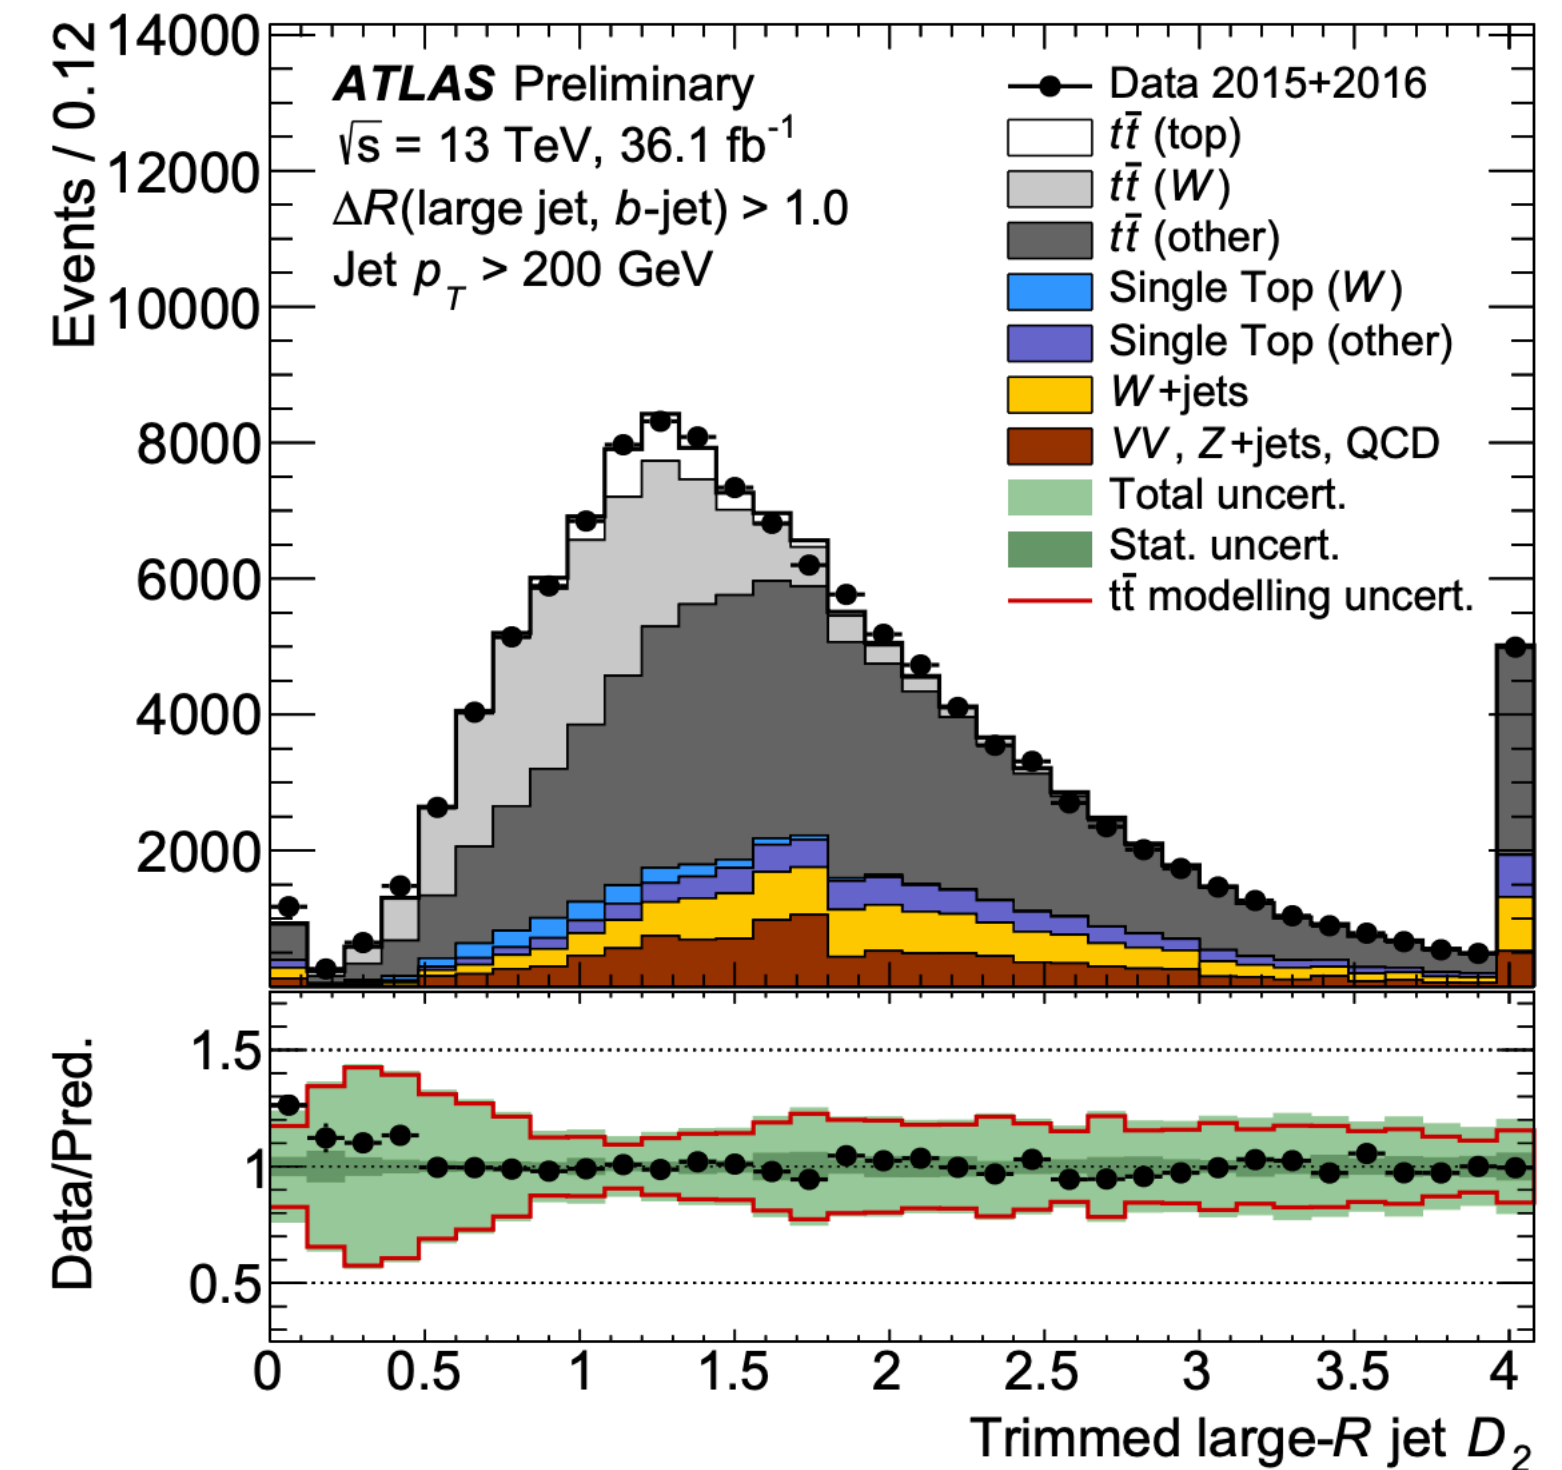 Events / 0.12
14000
12000
10000
8000
6000
4000
2000
ATLAS Preliminary
√s = 13 TeV, 36.1 fb⁻¹
ΔR(large jet, b-jet) > 1.0
Jet p_T > 200 GeV
Data 2015+2016
tt̄ (top)
tt̄ (W)
tt̄ (other)
Single Top (W)
Single Top (other)
W+jets
VV, Z+jets, QCD
Total uncert.
Stat. uncert.
tt̄ modelling uncert.
Data/Pred.
1.5
1
0.5
0 0.5 1 1.5 2 2.5 3 3.5 4
Trimmed large-R jet D₂